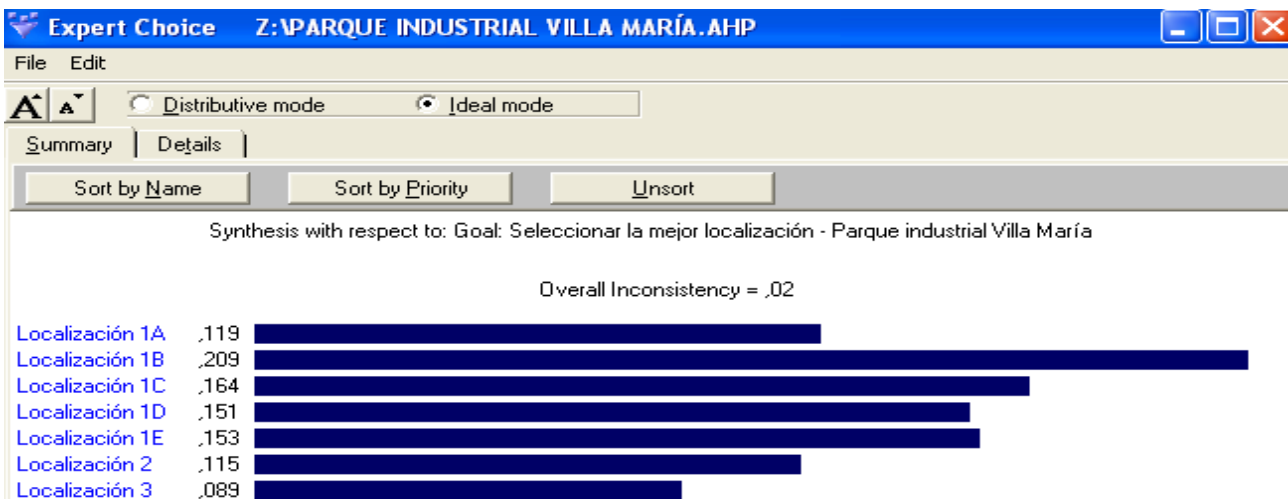 Expert Choice Z:\PARQUE INDUSTRIAL VILLA MARÍA.AHP
File Edit
A A Distributive mode Ideal mode
Summary Details
Sort by Name Sort by Priority Unsort
Synthesis with respect to: Goal: Seleccionar la mejor localización - Parque industrial Villa María
Overall Inconsistency = ,02
Localización 1A ,119
Localización 1B ,209
Localización 1C ,164
Localización 1D ,151
Localización 1E ,153
Localización 2 ,115
Localización 3 ,089